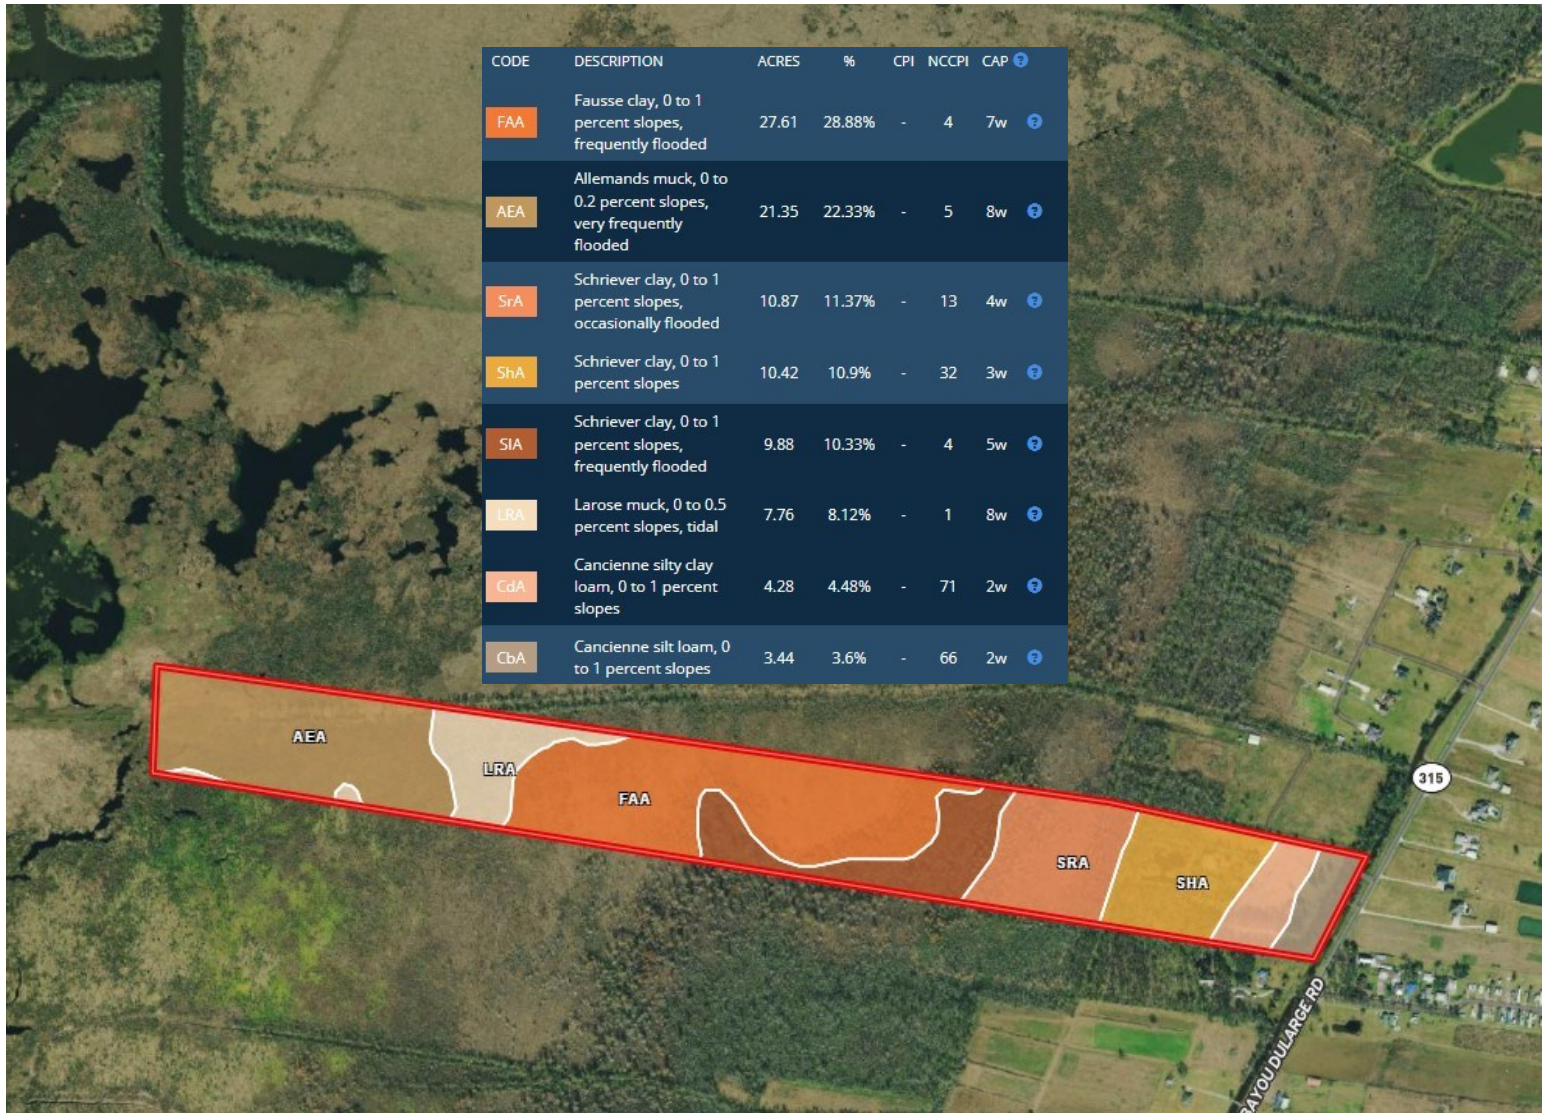 CODE DESCRIPTION ACRES % CPI NCCPI CAP ?
Fausse clay, 0 to 1
FAA percent slopes, 27.61 28.88% - 4 7w ?
frequently flooded
Allemands muck, 0 to
0.2 percent slopes,
AEA 21.35 22.33% - 5 8w ?
very frequently
flooded
Schriever clay, 0 to 1
SrA percent slopes, 10.87 11.37% - 13 4w ?
occasionally flooded
Schriever clay, 0 to 1
ShA 10.42 10.9% - 32 3w ?
percent slopes
Schriever clay, 0 to 1
SIA percent slopes, 9.88 10.33% - 4 5w ?
frequently flooded
Larose muck, 0 to 0.5
LRA 7.76 8.12% - 1 8w ?
percent slopes, tidal
Cancienne silty clay
CdA loam, 0 to 1 percent 4.28 4.48% - 71 2w ?
slopes
Cancienne silt loam, 0
CbA 3.44 3.6% - 66 2w ?
to 1 percent slopes
AEA
LRA
FAA
315
SRA
SHA
BAYOU DULARGE RD